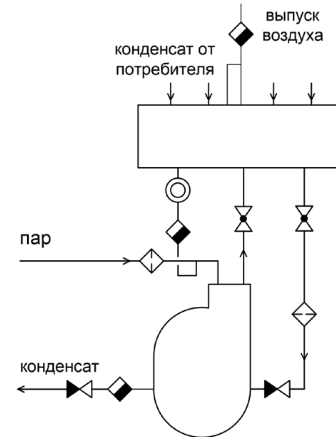 выпуск
воздуха
конденсат от
потребителя
пар
конденсат